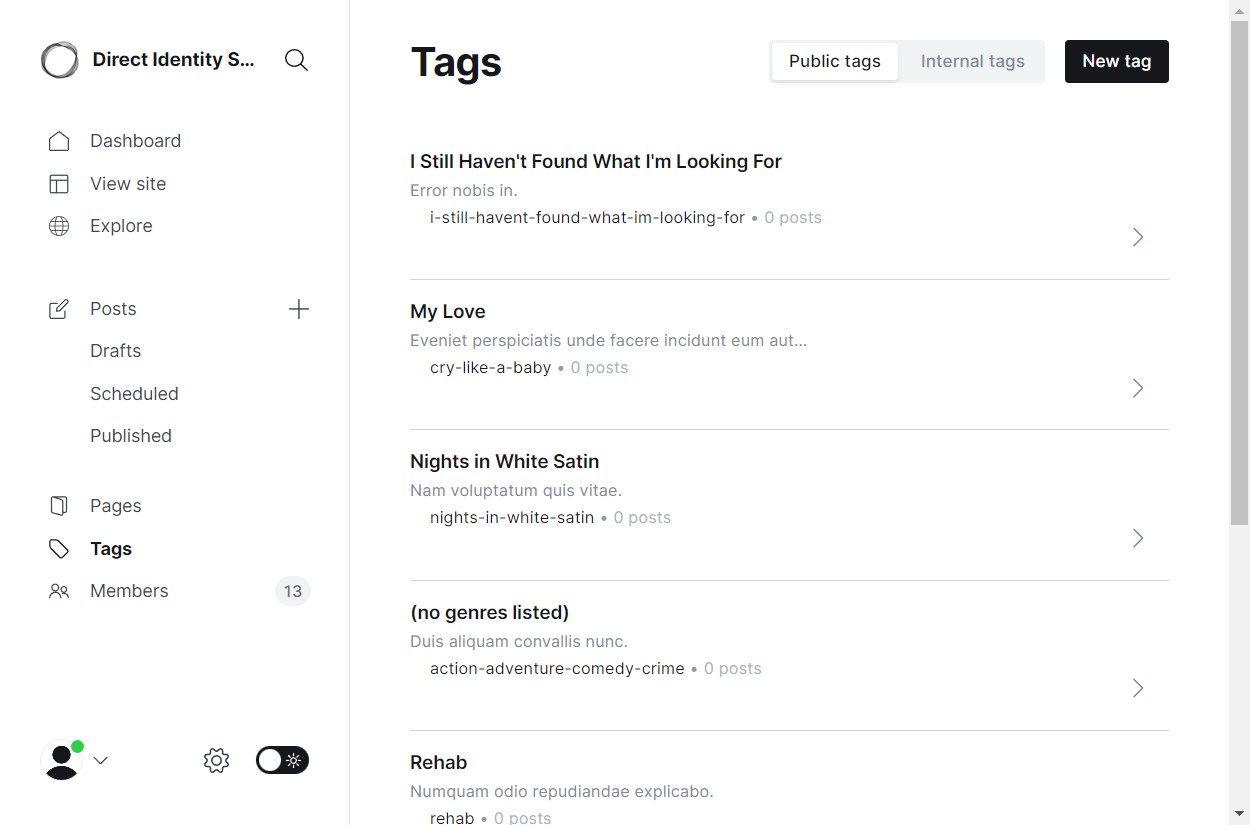 Direct Identity S...
Dashboard
View site
Explore
Posts
Drafts
Scheduled
Published
Pages
Tags
Members 13
Tags
Public tags Internal tags New tag
I Still Haven't Found What I'm Looking For
Error nobis in.
i-still-havent-found-what-im-looking-for • 0 posts
My Love
Eveniet perspiciatis unde facere incidunt eum aut...
cry-like-a-baby • 0 posts
Nights in White Satin
Nam voluptatum quis vitae.
nights-in-white-satin • 0 posts
(no genres listed)
Duis aliquam convallis nunc.
action-adventure-comedy-crime • 0 posts
Rehab
Numquam odio repudiandae explicabo.
rehab • 0 posts